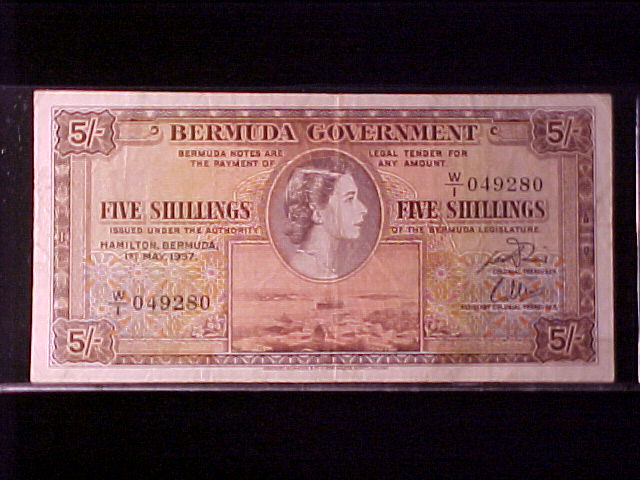 5/-
5/-
BERMUDA GOVERNMENT
BERMUDA NOTES ARE LEGAL TENDER FOR
THE PAYMENT OF ANY AMOUNT
W/1 049280
FIVE SHILLINGS FIVE SHILLINGS
ISSUED UNDER THE AUTHORITY OF THE BERMUDA LEGISLATURE
HAMILTON, BERMUDA,
1ST MAY, 1957.
W/1 049280
COLONIAL TREASURER
5/-
5/-